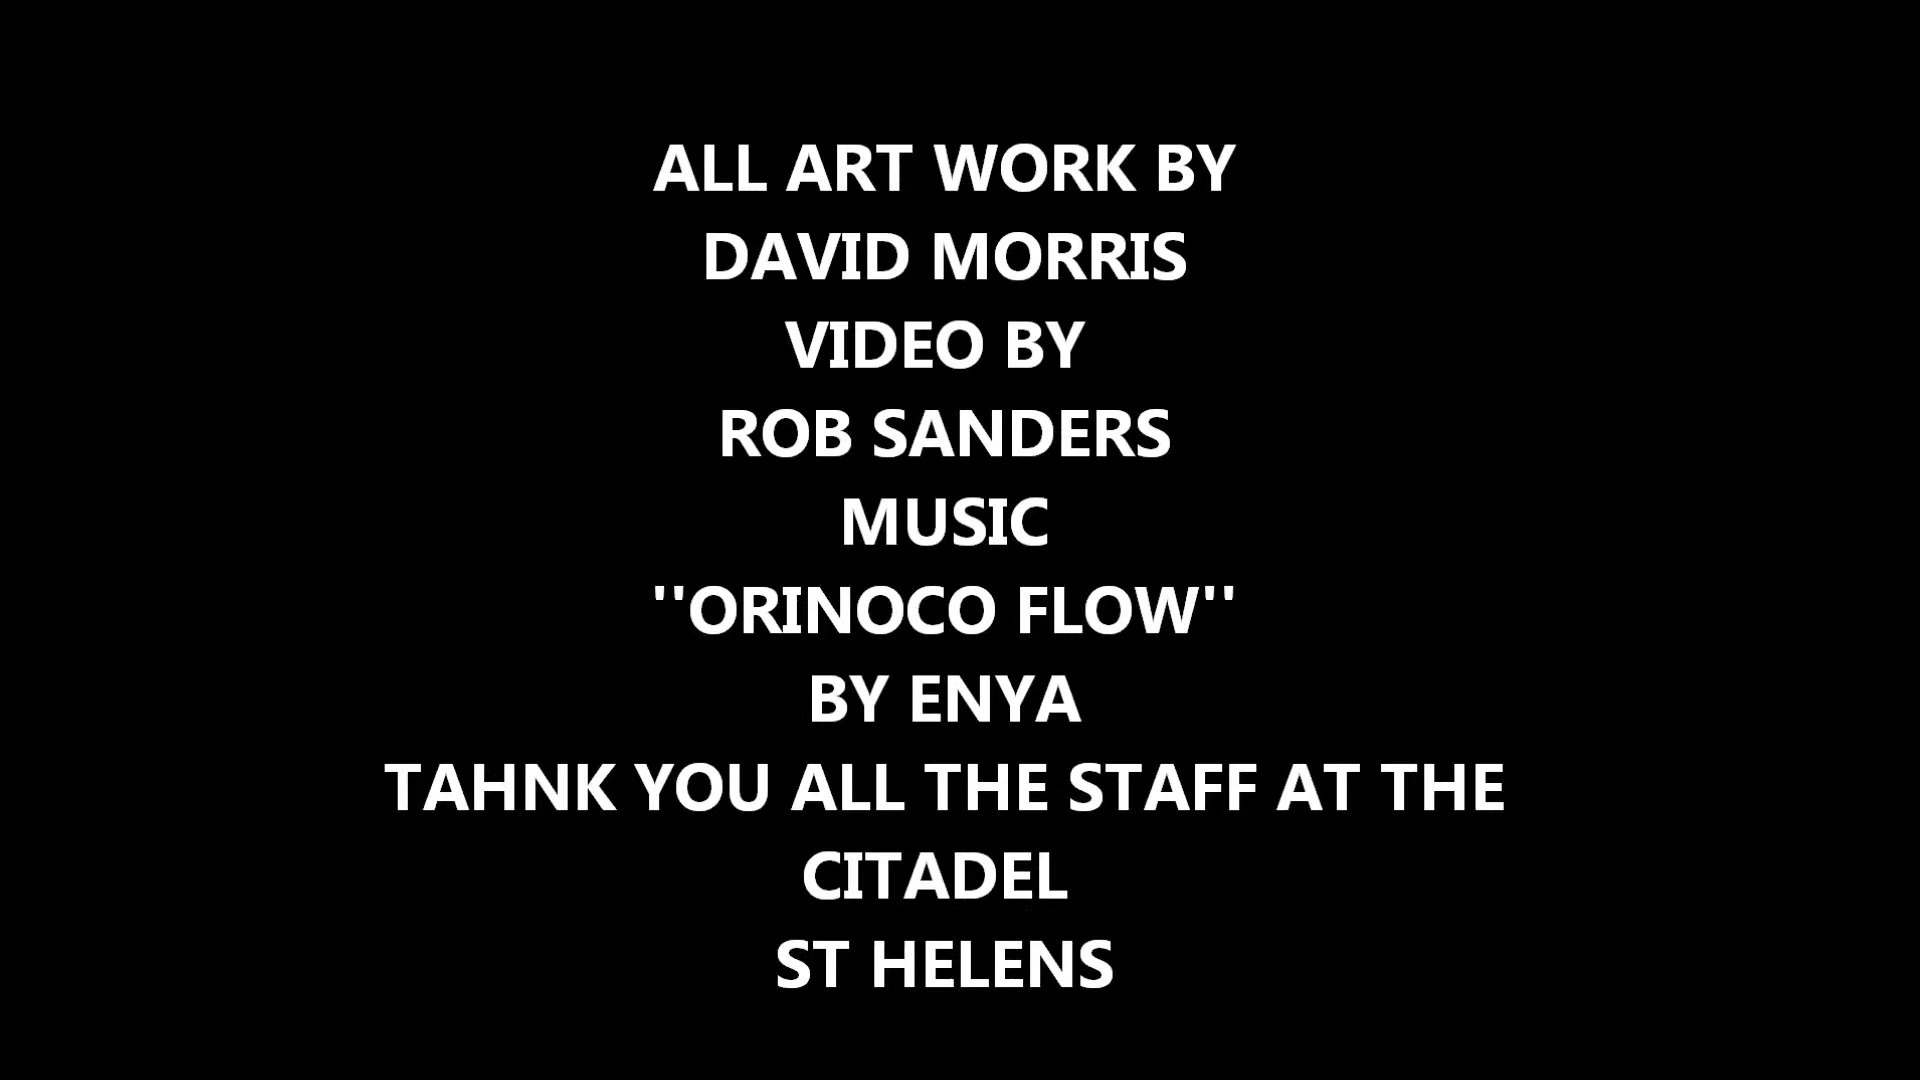 ALL ART WORK BY
DAVID MORRIS
VIDEO BY
ROB SANDERS
MUSIC
''ORINOCO FLOW''
BY ENYA
TAHNK YOU ALL THE STAFF AT THE
CITADEL
ST HELENS